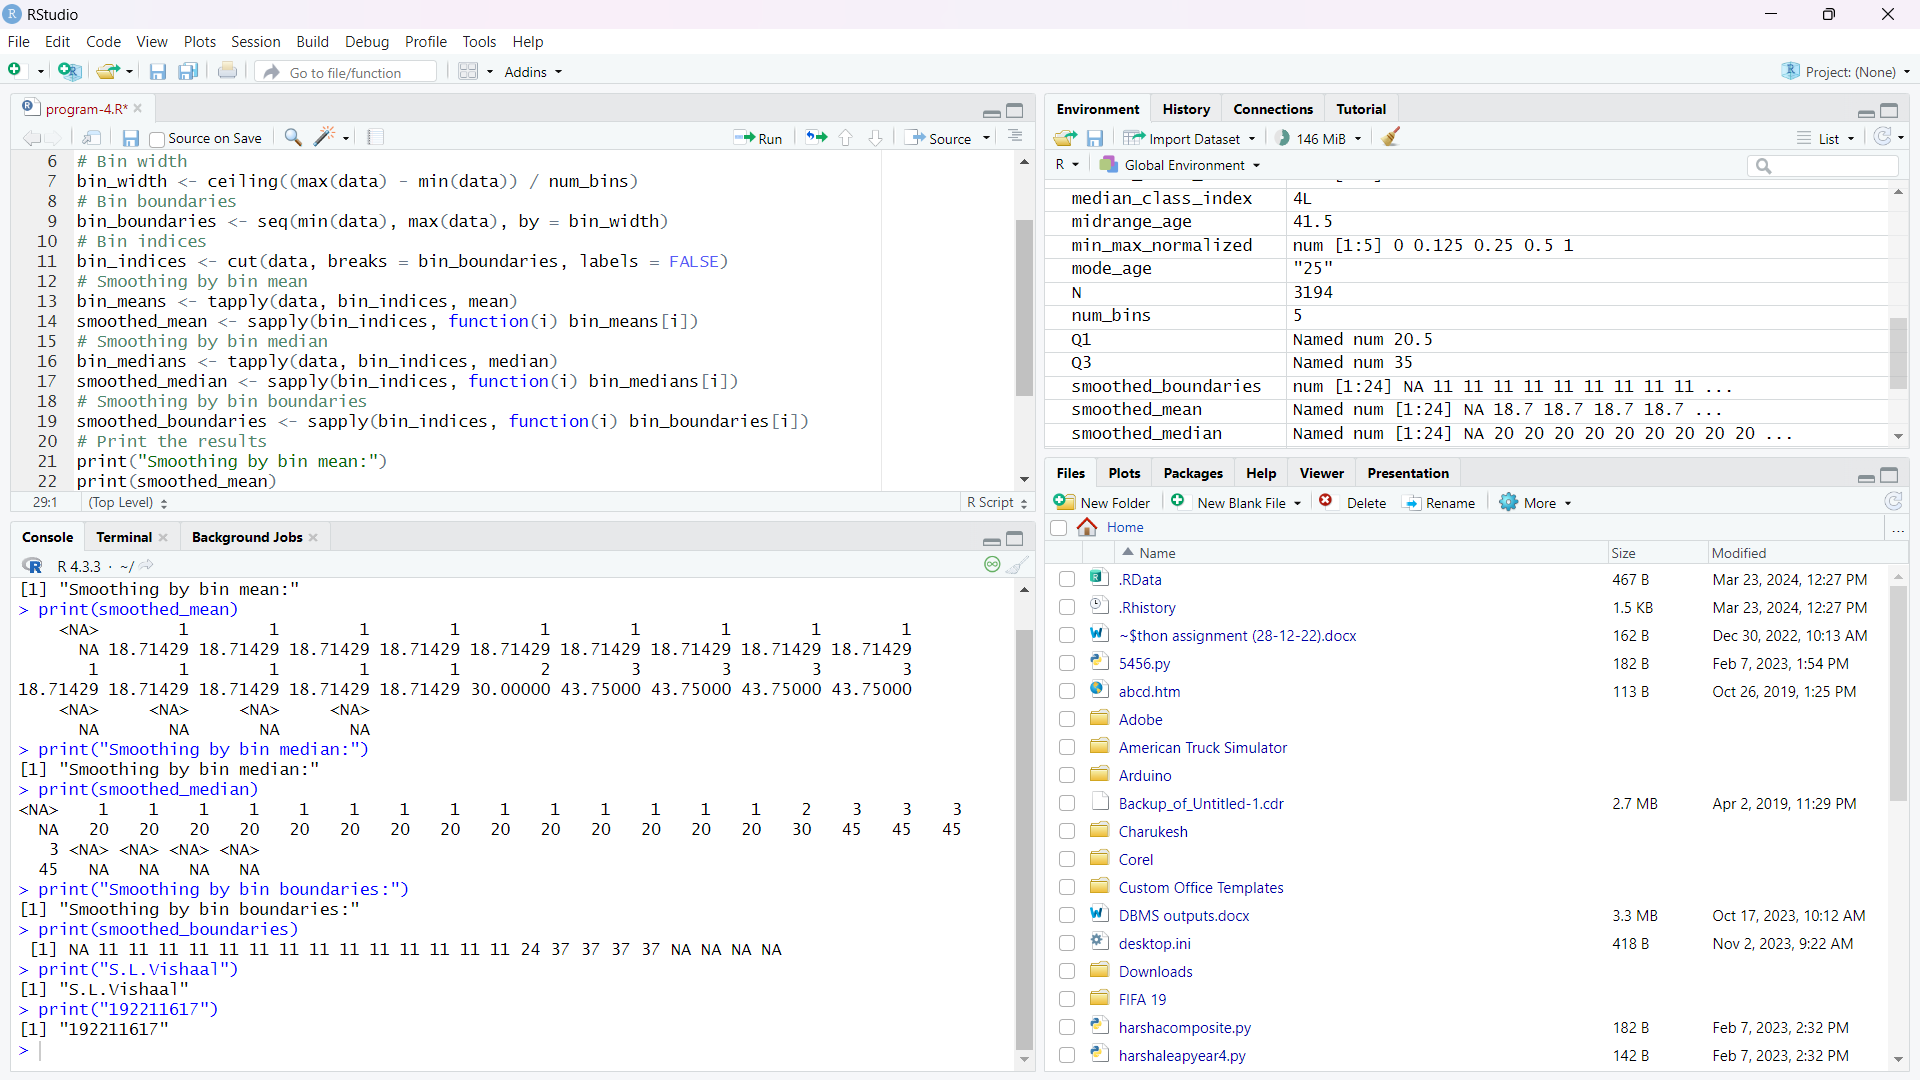 RStudio
File Edit Code View Plots Session Build Debug Profile Tools Help
Go to file/function Addins Project: (None)
program-4.R*
Source on Save Run Source
6 # Bin width
7 bin_width <- ceiling((max(data) - min(data)) / num_bins)
8 # Bin boundaries
9 bin_boundaries <- seq(min(data), max(data), by = bin_width)
10 # Bin indices
11 bin_indices <- cut(data, breaks = bin_boundaries, labels = FALSE)
12 # Smoothing by bin mean
13 bin_means <- tapply(data, bin_indices, mean)
14 smoothed_mean <- sapply(bin_indices, function(i) bin_means[i])
15 # Smoothing by bin median
16 bin_medians <- tapply(data, bin_indices, median)
17 smoothed_median <- sapply(bin_indices, function(i) bin_medians[i])
18 # Smoothing by bin boundaries
19 smoothed_boundaries <- sapply(bin_indices, function(i) bin_boundaries[i])
20 # Print the results
21 print("Smoothing by bin mean:")
22 print(smoothed_mean)
29:1 (Top Level) R Script
Console Terminal Background Jobs
R 4.3.3 · ~/
[1] "Smoothing by bin mean:"
> print(smoothed_mean)
<NA> 1 1 1 1 1 1 1 1 1
NA 18.71429 18.71429 18.71429 18.71429 18.71429 18.71429 18.71429 18.71429 18.71429
1 1 1 1 1 2 3 3 3 3
18.71429 18.71429 18.71429 18.71429 18.71429 30.00000 43.75000 43.75000 43.75000 43.75000
<NA> <NA> <NA> <NA>
NA NA NA NA
> print("Smoothing by bin median:")
[1] "Smoothing by bin median:"
> print(smoothed_median)
<NA> 1 1 1 1 1 1 1 1 1 1 1 1 1 1 2 3 3 3
NA 20 20 20 20 20 20 20 20 20 20 20 20 20 20 30 45 45 45
3 <NA> <NA> <NA> <NA>
45 NA NA NA NA
> print("Smoothing by bin boundaries:")
[1] "Smoothing by bin boundaries:"
> print(smoothed_boundaries)
[1] NA 11 11 11 11 11 11 11 11 11 11 11 11 11 11 24 37 37 37 37 NA NA NA NA
> print("S.L.Vishaal")
[1] "S.L.Vishaal"
> print("192211617")
[1] "192211617"
>
Environment History Connections Tutorial
Import Dataset 146 MiB List
R Global Environment
median_class_index 4L
midrange_age 41.5
min_max_normalized num [1:5] 0 0.125 0.25 0.5 1
mode_age "25"
N 3194
num_bins 5
Q1 Named num 20.5
Q3 Named num 35
smoothed_boundaries num [1:24] NA 11 11 11 11 11 11 11 11 11 ...
smoothed_mean Named num [1:24] NA 18.7 18.7 18.7 18.7 ...
smoothed_median Named num [1:24] NA 20 20 20 20 20 20 20 20 20 ...
Files Plots Packages Help Viewer Presentation
New Folder New Blank File Delete Rename More
Home ...
Name Size Modified
.RData 467 B Mar 23, 2024, 12:27 PM
.Rhistory 1.5 KB Mar 23, 2024, 12:27 PM
~$thon assignment (28-12-22).docx 162 B Dec 30, 2022, 10:13 AM
5456.py 182 B Feb 7, 2023, 1:54 PM
abcd.htm 113 B Oct 26, 2019, 1:25 PM
Adobe
American Truck Simulator
Arduino
Backup_of_Untitled-1.cdr 2.7 MB Apr 2, 2019, 11:29 PM
Charukesh
Corel
Custom Office Templates
DBMS outputs.docx 3.3 MB Oct 17, 2023, 10:12 AM
desktop.ini 418 B Nov 2, 2023, 9:22 AM
Downloads
FIFA 19
harshacomposite.py 182 B Feb 7, 2023, 2:32 PM
harshaleapyear4.py 142 B Feb 7, 2023, 2:32 PM